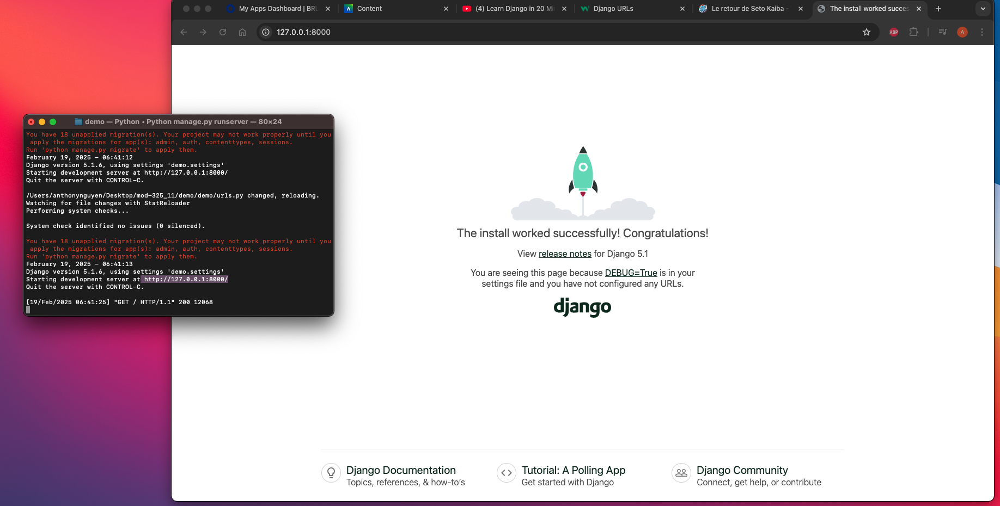 My Apps Dashboard | BRU
Content
(4) Learn Django in 20 Mi
Django URLs
Le retour de Seto Kaiba -
The install worked succes
127.0.0.1:8000
ABP
A
demo — Python ◂ Python manage.py runserver — 80×24
You have 18 unapplied migration(s). Your project may not work properly until you
apply the migrations for app(s): admin, auth, contenttypes, sessions.
Run 'python manage.py migrate' to apply them.
February 19, 2025 - 06:41:12
Django version 5.1.6, using settings 'demo.settings'
Starting development server at http://127.0.0.1:8000/
Quit the server with CONTROL-C.
/Users/anthonynguyen/Desktop/mod-325_11/demo/demo/urls.py changed, reloading.
Watching for file changes with StatReloader
Performing system checks...
System check identified no issues (0 silenced).
You have 18 unapplied migration(s). Your project may not work properly until you
apply the migrations for app(s): admin, auth, contenttypes, sessions.
Run 'python manage.py migrate' to apply them.
February 19, 2025 - 06:41:13
Django version 5.1.6, using settings 'demo.settings'
Starting development server at http://127.0.0.1:8000/
Quit the server with CONTROL-C.
[19/Feb/2025 06:41:25] "GET / HTTP/1.1" 200 12068
The install worked successfully! Congratulations!
View release notes for Django 5.1
You are seeing this page because DEBUG=True is in your
settings file and you have not configured any URLs.
django
Django Documentation
Topics, references, & how-to's
Tutorial: A Polling App
Get started with Django
Django Community
Connect, get help, or contribute